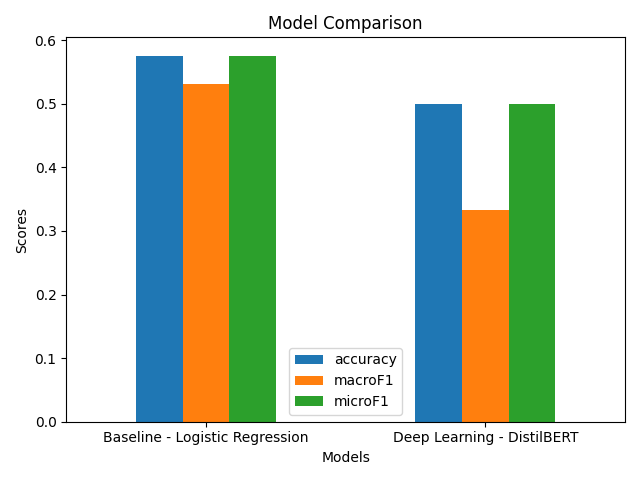 Model Comparison
Scores
0.6
0.5
0.4
0.3
0.2
0.1
0.0
accuracy
macroF1
microF1
Baseline - Logistic Regression
Deep Learning - DistilBERT
Models